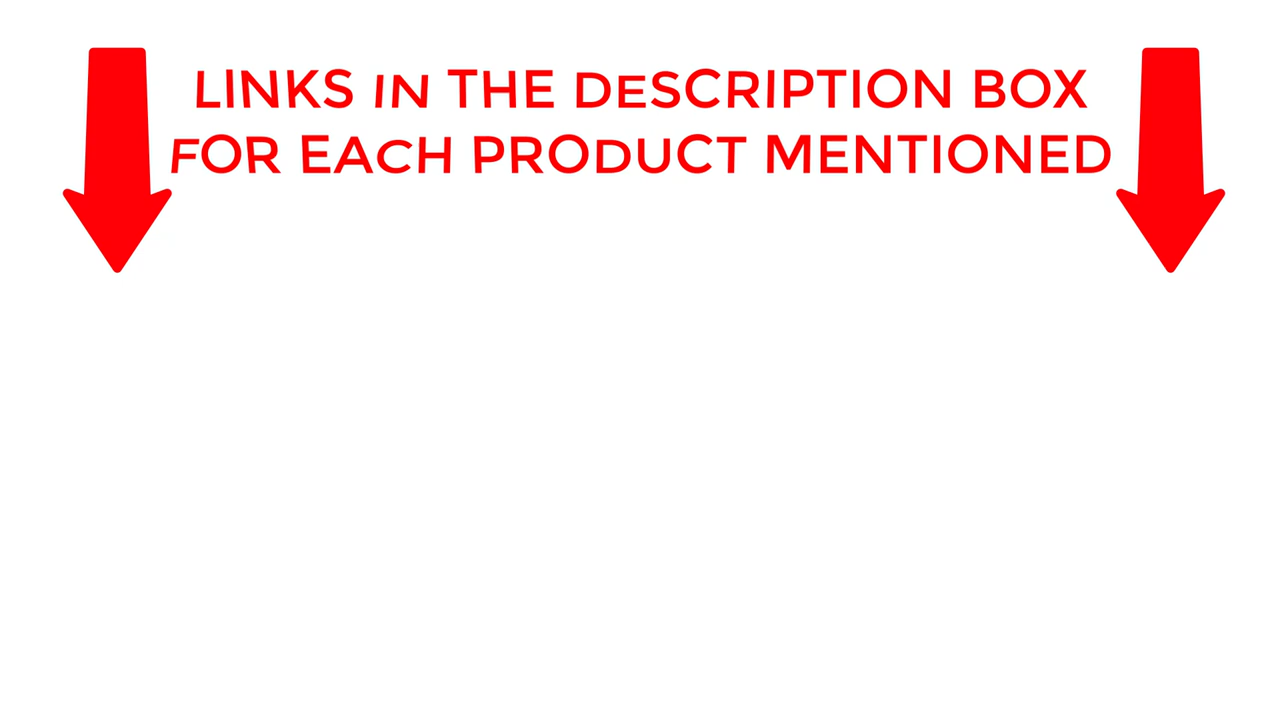 LINKS IN THE DESCRIPTION BOX
FOR EACH PRODUCT MENTIONED